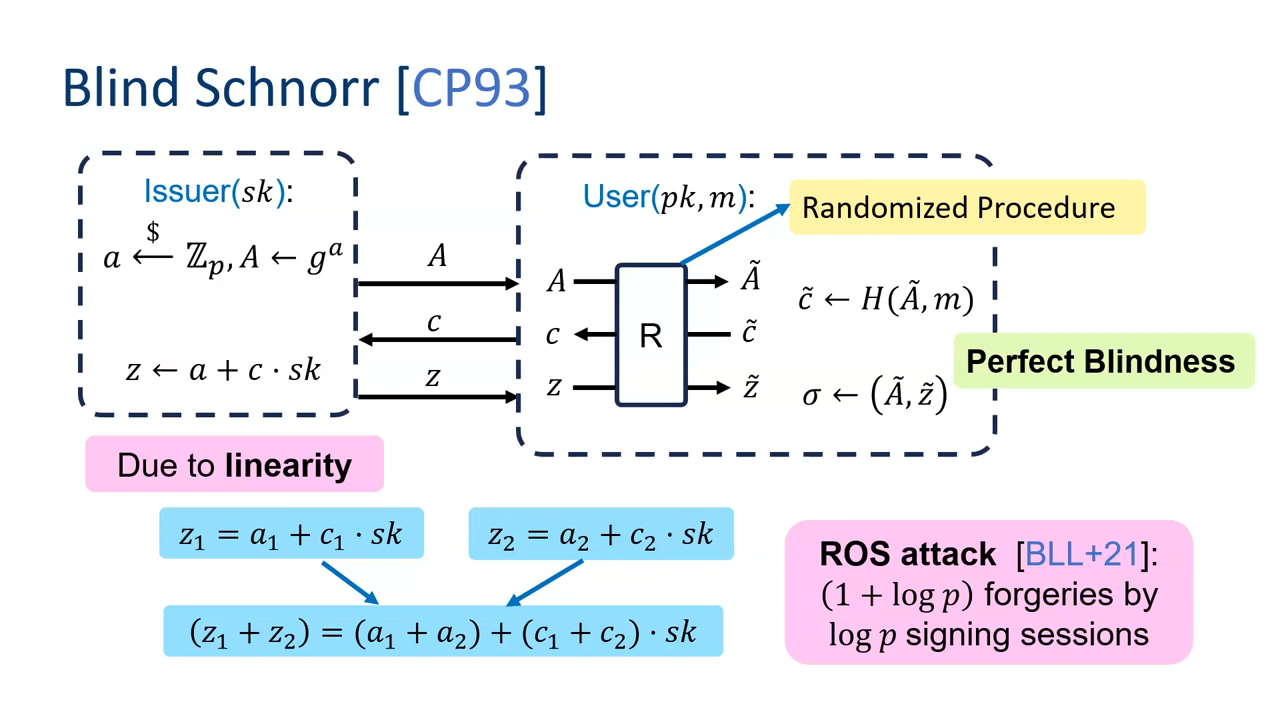 Blind Schnorr [CP93]
Issuer(sk):
a ←$ ℤₚ, A ← gᵃ
z ← a + c · sk
A
c
z
User(pk, m):
Randomized Procedure
A
c
z
R
Ã
c̃
z̃
c̃ ← H(Ã, m)
σ ← (Ã, z̃)
Perfect Blindness
Due to linearity
z₁ = a₁ + c₁ · sk
z₂ = a₂ + c₂ · sk
(z₁ + z₂) = (a₁ + a₂) + (c₁ + c₂) · sk
ROS attack [BLL+21]:
(1 + log p) forgeries by
log p signing sessions